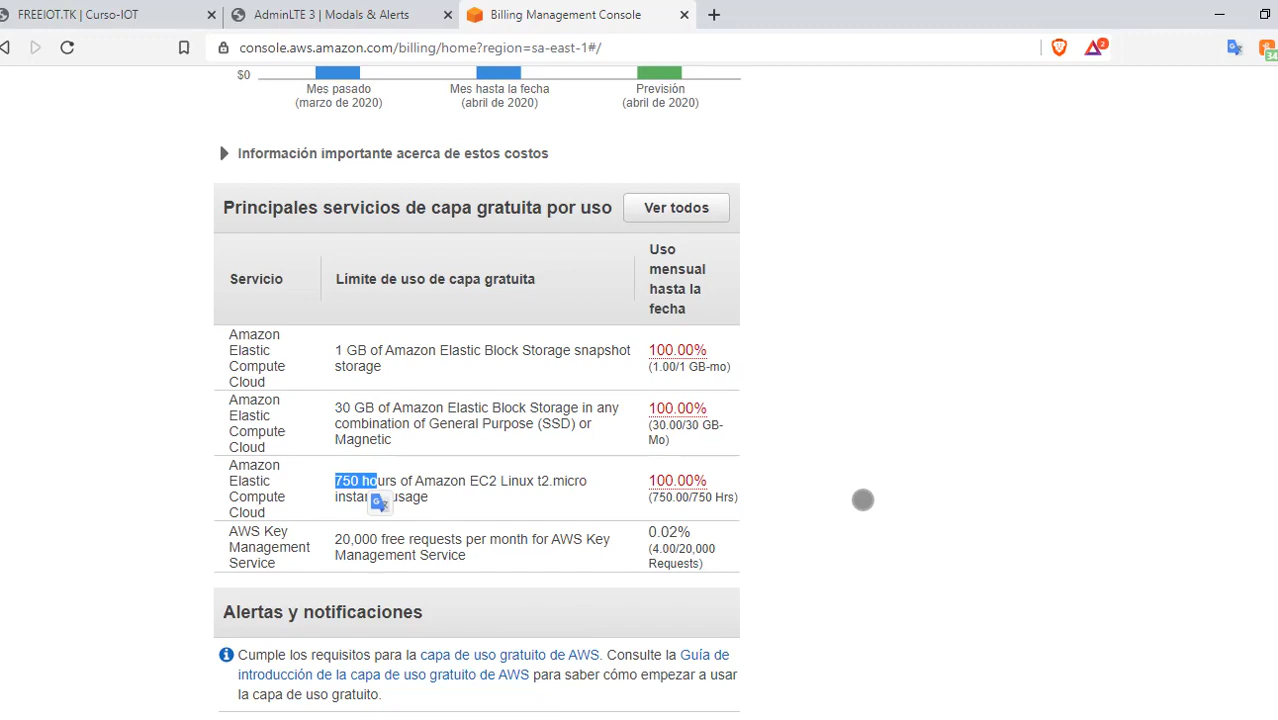 FREEIOT.TK | Curso-IOT
AdminLTE 3 | Modals & Alerts
Billing Management Console
console.aws.amazon.com/billing/home?region=sa-east-1#/
2
34
$0
Mes pasado
(marzo de 2020)
Mes hasta la fecha
(abril de 2020)
Previsión
(abril de 2020)
Información importante acerca de estos costos
Principales servicios de capa gratuita por uso
Ver todos
Servicio
Límite de uso de capa gratuita
Uso
mensual
hasta la
fecha
Amazon
Elastic
Compute
Cloud
1 GB of Amazon Elastic Block Storage snapshot
storage
100.00%
(1.00/1 GB-mo)
Amazon
Elastic
Compute
Cloud
30 GB of Amazon Elastic Block Storage in any
combination of General Purpose (SSD) or
Magnetic
100.00%
(30.00/30 GB-
Mo)
Amazon
Elastic
Compute
Cloud
750 hours of Amazon EC2 Linux t2.micro
usage
100.00%
(750.00/750 Hrs)
AWS Key
Management
Service
20,000 free requests per month for AWS Key
Management Service
0.02%
(4.00/20,000
Requests)
Alertas y notificaciones
Cumple los requisitos para la capa de uso gratuito de AWS. Consulte la Guía de
introducción de la capa de uso gratuito de AWS para saber cómo empezar a usar
la capa de uso gratuito.